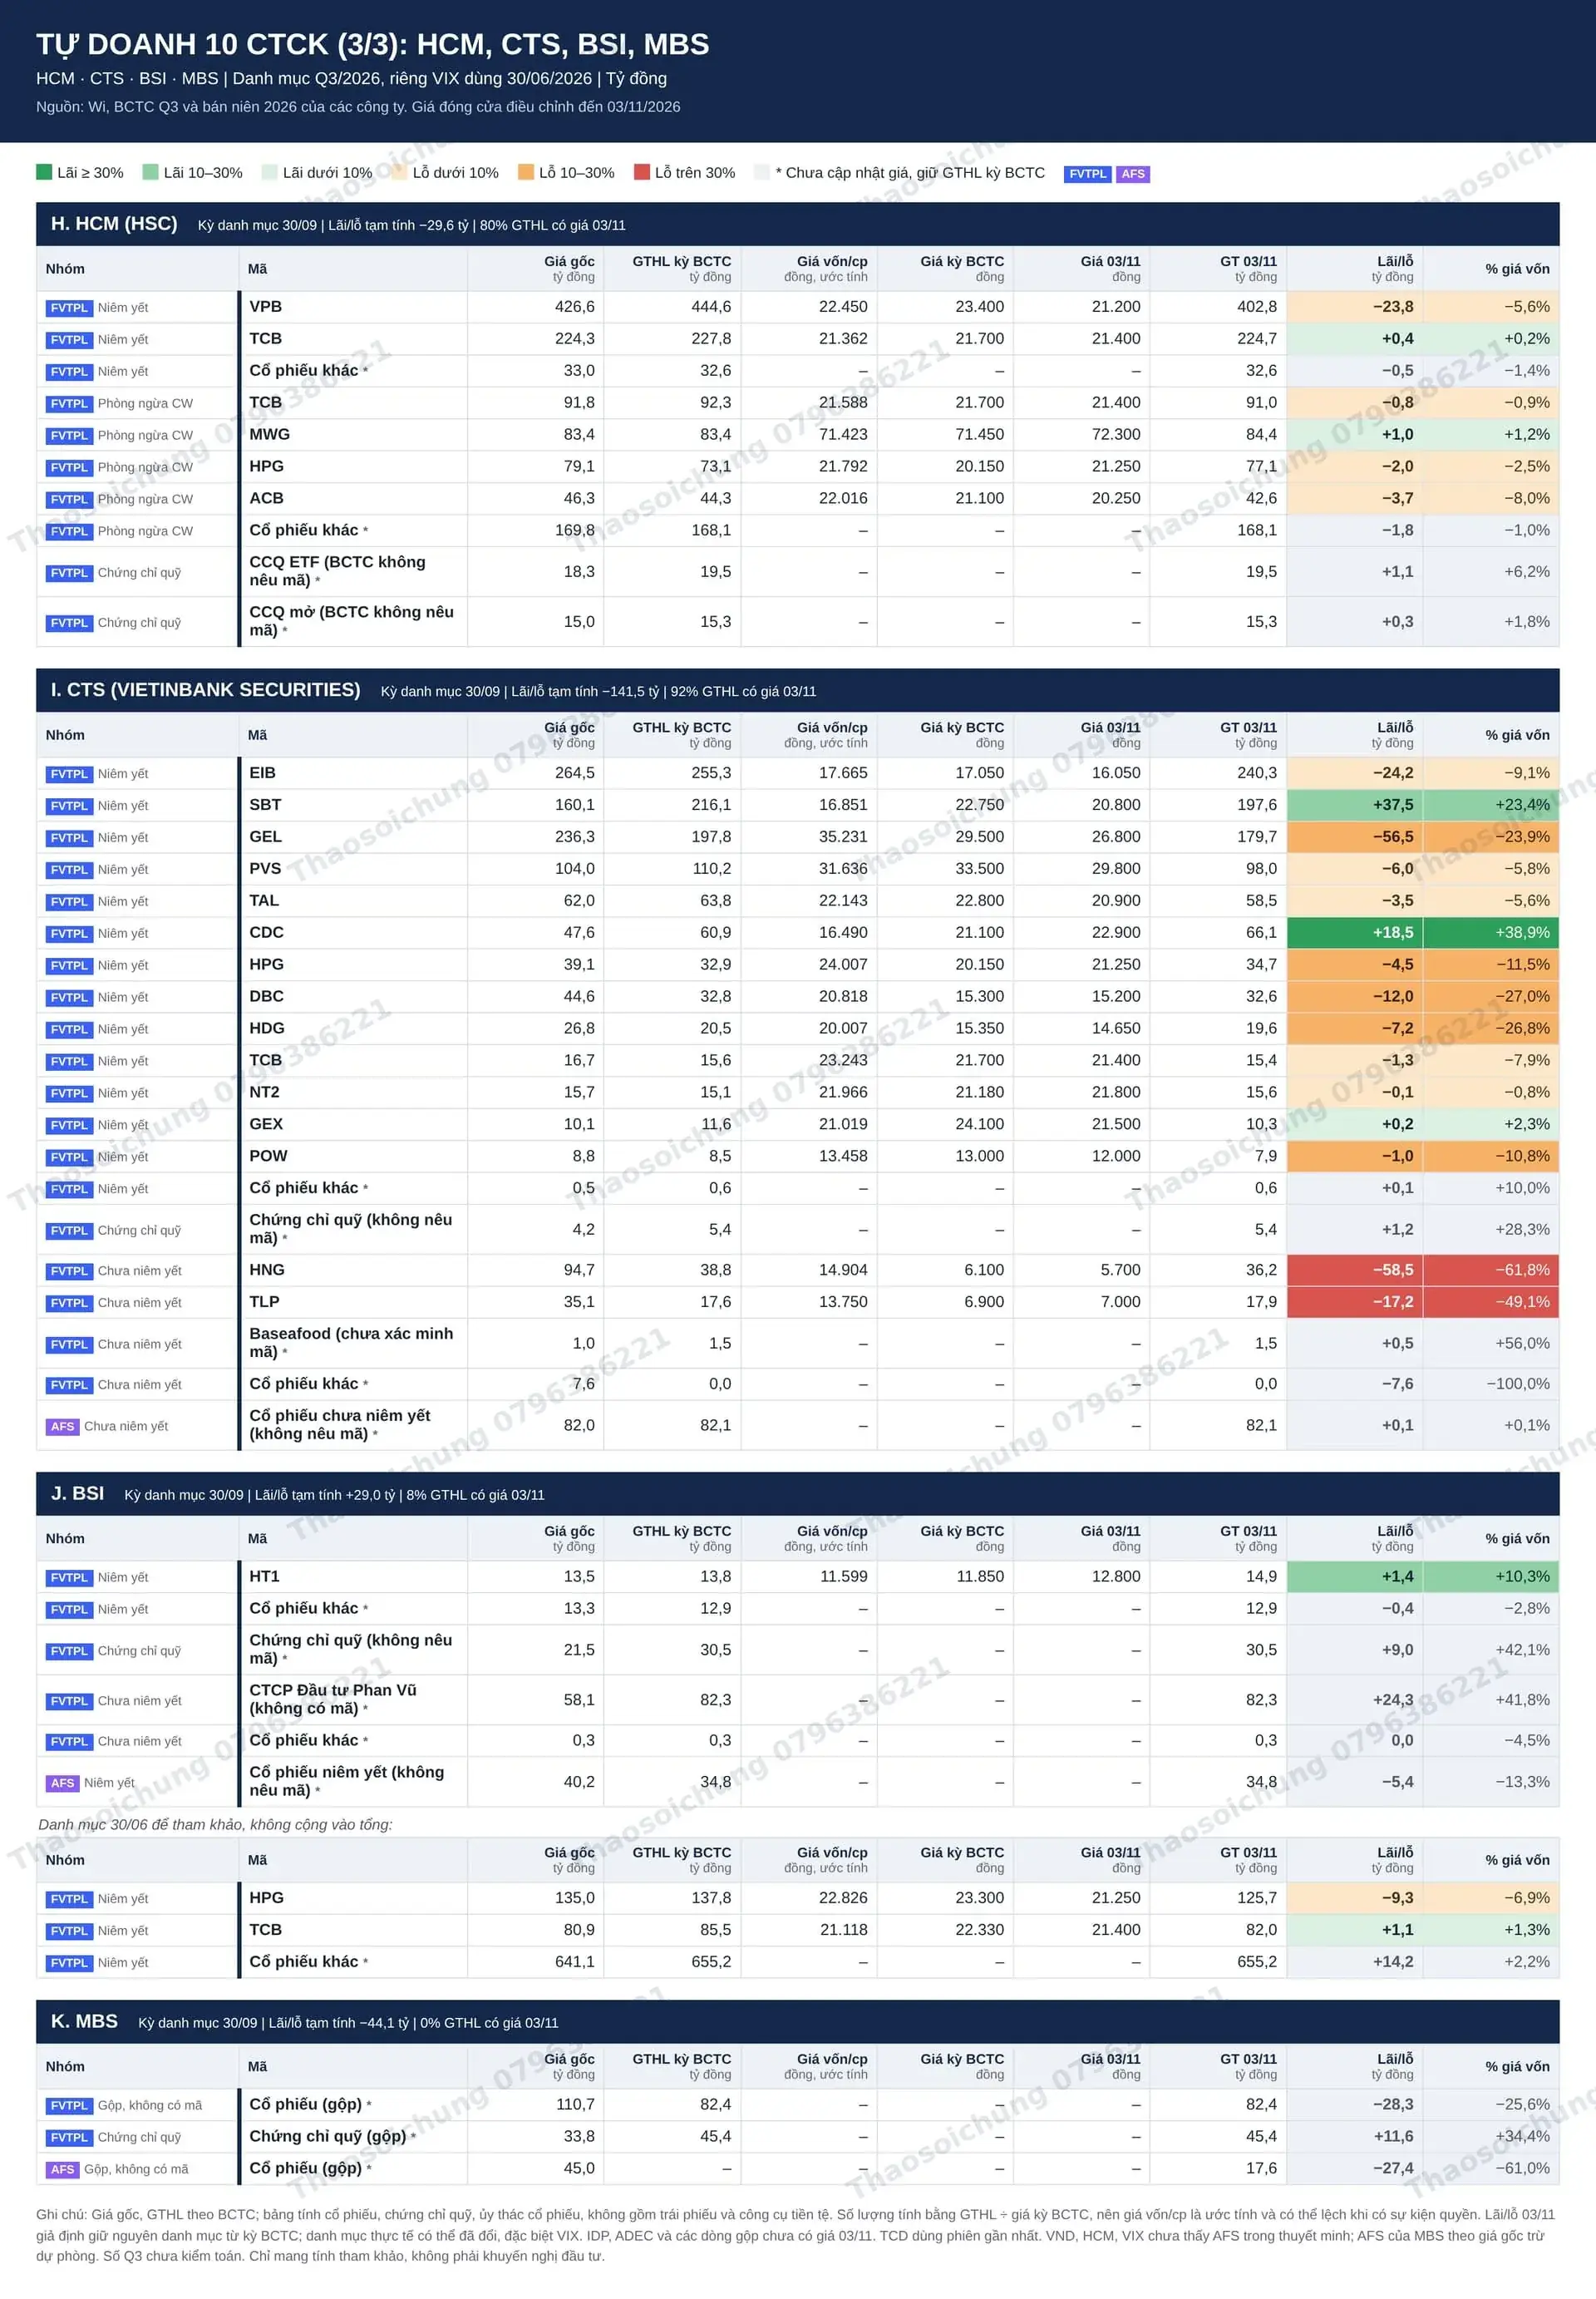 TỰ DOANH 10 CTCK (3/3): HCM, CTS, BSI, MBS
HCM · CTS · BSI · MBS | Danh mục Q3/2026, riêng VIX dùng 30/06/2026 | Tỷ đồng
Nguồn: Wi, BCTC Q3 và bán niên 2026 của các công ty. Giá đóng cửa điều chỉnh đến 03/11/2026
Lãi ≥ 30% Lãi 10–30% Lãi dưới 10% Lỗ dưới 10% Lỗ 10–30% Lỗ trên 30% * Chưa cập nhật giá, giữ GTHL kỳ BCTC FVTPL AFS
H. HCM (HSC) Kỳ danh mục 30/09 | Lãi/lỗ tạm tính −29,6 tỷ | 80% GTHL có giá 03/11
Nhóm Mã Giá gốc GTHL kỳ BCTC Giá vốn/cp Giá kỳ BCTC Giá 03/11 GT 03/11 Lãi/lỗ % giá vốn
tỷ đồng tỷ đồng đồng, ước tính đồng đồng tỷ đồng tỷ đồng
FVTPL Niêm yết VPB 426,6 444,6 22.450 23.400 21.200 402,8 −23,8 −5,6%
FVTPL Niêm yết TCB 224,3 227,8 21.362 21.700 21.400 224,7 +0,4 +0,2%
FVTPL Niêm yết Cổ phiếu khác * 33,0 32,6 – – – 32,6 −0,5 −1,4%
FVTPL Phòng ngừa CW TCB 91,8 92,3 21.588 21.700 21.400 91,0 −0,8 −0,9%
FVTPL Phòng ngừa CW MWG 83,4 83,4 71.423 71.450 72.300 84,4 +1,0 +1,2%
FVTPL Phòng ngừa CW HPG 79,1 73,1 21.792 20.150 21.250 77,1 −2,0 −2,5%
FVTPL Phòng ngừa CW ACB 46,3 44,3 22.016 21.100 20.250 42,6 −3,7 −8,0%
FVTPL Phòng ngừa CW Cổ phiếu khác * 169,8 168,1 – – – 168,1 −1,8 −1,0%
FVTPL Chứng chỉ quỹ CCQ ETF (BCTC không nêu mã) * 18,3 19,5 – – – 19,5 +1,1 +6,2%
FVTPL Chứng chỉ quỹ CCQ mở (BCTC không nêu mã) * 15,0 15,3 – – – 15,3 +0,3 +1,8%
I. CTS (VIETINBANK SECURITIES) Kỳ danh mục 30/09 | Lãi/lỗ tạm tính −141,5 tỷ | 92% GTHL có giá 03/11
Nhóm Mã Giá gốc GTHL kỳ BCTC Giá vốn/cp Giá kỳ BCTC Giá 03/11 GT 03/11 Lãi/lỗ % giá vốn
tỷ đồng tỷ đồng đồng, ước tính đồng đồng tỷ đồng tỷ đồng
FVTPL Niêm yết EIB 264,5 255,3 17.665 17.050 16.050 240,3 −24,2 −9,1%
FVTPL Niêm yết SBT 160,1 216,1 16.851 22.750 20.800 197,6 +37,5 +23,4%
FVTPL Niêm yết GEL 236,3 197,8 35.231 29.500 26.800 179,7 −56,5 −23,9%
FVTPL Niêm yết PVS 104,0 110,2 31.636 33.500 29.800 98,0 −6,0 −5,8%
FVTPL Niêm yết TAL 62,0 63,8 22.143 22.800 20.900 58,5 −3,5 −5,6%
FVTPL Niêm yết CDC 47,6 60,9 16.490 21.100 22.900 66,1 +18,5 +38,9%
FVTPL Niêm yết HPG 39,1 32,9 24.007 20.150 21.250 34,7 −4,5 −11,5%
FVTPL Niêm yết DBC 44,6 32,8 20.818 15.300 15.200 32,6 −12,0 −27,0%
FVTPL Niêm yết HDG 26,8 20,5 20.007 15.350 14.650 19,6 −7,2 −26,8%
FVTPL Niêm yết TCB 16,7 15,6 23.243 21.700 21.400 15,4 −1,3 −7,9%
FVTPL Niêm yết NT2 15,7 15,1 21.966 21.180 21.800 15,6 −0,1 −0,8%
FVTPL Niêm yết GEX 10,1 11,6 21.019 24.100 21.500 10,3 +0,2 +2,3%
FVTPL Niêm yết POW 8,8 8,5 13.458 13.000 12.000 7,9 −1,0 −10,8%
FVTPL Niêm yết Cổ phiếu khác * 0,5 0,6 – – – 0,6 +0,1 +10,0%
FVTPL Chứng chỉ quỹ Chứng chỉ quỹ (không nêu mã) * 4,2 5,4 – – – 5,4 +1,2 +28,3%
FVTPL Chưa niêm yết HNG 94,7 38,8 14.904 6.100 5.700 36,2 −58,5 −61,8%
FVTPL Chưa niêm yết TLP 35,1 17,6 13.750 6.900 7.000 17,9 −17,2 −49,1%
FVTPL Chưa niêm yết Baseafood (chưa xác minh mã) * 1,0 1,5 – – – 1,5 +0,5 +56,0%
FVTPL Chưa niêm yết Cổ phiếu khác * 7,6 0,0 – – – 0,0 −7,6 −100,0%
AFS Chưa niêm yết Cổ phiếu chưa niêm yết (không nêu mã) * 82,0 82,1 – – – 82,1 +0,1 +0,1%
J. BSI Kỳ danh mục 30/09 | Lãi/lỗ tạm tính +29,0 tỷ | 8% GTHL có giá 03/11
Nhóm Mã Giá gốc GTHL kỳ BCTC Giá vốn/cp Giá kỳ BCTC Giá 03/11 GT 03/11 Lãi/lỗ % giá vốn
tỷ đồng tỷ đồng đồng, ước tính đồng đồng tỷ đồng tỷ đồng
FVTPL Niêm yết HT1 13,5 13,8 11.599 11.850 12.800 14,9 +1,4 +10,3%
FVTPL Niêm yết Cổ phiếu khác * 13,3 12,9 – – – 12,9 −0,4 −2,8%
FVTPL Chứng chỉ quỹ Chứng chỉ quỹ (không nêu mã) * 21,5 30,5 – – – 30,5 +9,0 +42,1%
FVTPL Chưa niêm yết CTCP Đầu tư Phan Vũ (không có mã) * 58,1 82,3 – – – 82,3 +24,3 +41,8%
FVTPL Chưa niêm yết Cổ phiếu khác * 0,3 0,3 – – – 0,3 0,0 −4,5%
AFS Niêm yết Cổ phiếu niêm yết (không nêu mã) * 40,2 34,8 – – – 34,8 −5,4 −13,3%
Danh mục 30/06 để tham khảo, không cộng vào tổng:
Nhóm Mã Giá gốc GTHL kỳ BCTC Giá vốn/cp Giá kỳ BCTC Giá 03/11 GT 03/11 Lãi/lỗ % giá vốn
tỷ đồng tỷ đồng đồng, ước tính đồng đồng tỷ đồng tỷ đồng
FVTPL Niêm yết HPG 135,0 137,8 22.826 23.300 21.250 125,7 −9,3 −6,9%
FVTPL Niêm yết TCB 80,9 85,5 21.118 22.330 21.400 82,0 +1,1 +1,3%
FVTPL Niêm yết Cổ phiếu khác * 641,1 655,2 – – – 655,2 +14,2 +2,2%
K. MBS Kỳ danh mục 30/09 | Lãi/lỗ tạm tính −44,1 tỷ | 0% GTHL có giá 03/11
Nhóm Mã Giá gốc GTHL kỳ BCTC Giá vốn/cp Giá kỳ BCTC Giá 03/11 GT 03/11 Lãi/lỗ % giá vốn
tỷ đồng tỷ đồng đồng, ước tính đồng đồng tỷ đồng tỷ đồng
FVTPL Gộp, không có mã Cổ phiếu (gộp) * 110,7 82,4 – – – 82,4 −28,3 −25,6%
FVTPL Chứng chỉ quỹ Chứng chỉ quỹ (gộp) * 33,8 45,4 – – – 45,4 +11,6 +34,4%
AFS Gộp, không có mã Cổ phiếu (gộp) * 45,0 – – – – 17,6 −27,4 −61,0%
Ghi chú: Giá gốc, GTHL theo BCTC; bảng tính cổ phiếu, chứng chỉ quỹ, ủy thác cổ phiếu, không gồm trái phiếu và công cụ tiền tệ. Số lượng tính bằng GTHL ÷ giá kỳ BCTC, nên giá vốn/cp là ước tính và có thể lệch khi có sự kiện quyền. Lãi/lỗ 03/11
giả định giữ nguyên danh mục từ kỳ BCTC; danh mục thực tế có thể đã đổi, đặc biệt VIX. IDP, ADEC và các dòng gộp chưa có giá 03/11. TCD dùng phiên gần nhất. VND, HCM, VIX chưa thấy AFS trong thuyết minh; AFS của MBS theo giá gốc trừ
dự phòng. Số Q3 chưa kiểm toán. Chỉ mang tính tham khảo, không phải khuyến nghị đầu tư.
Thaosoichung 0796386221